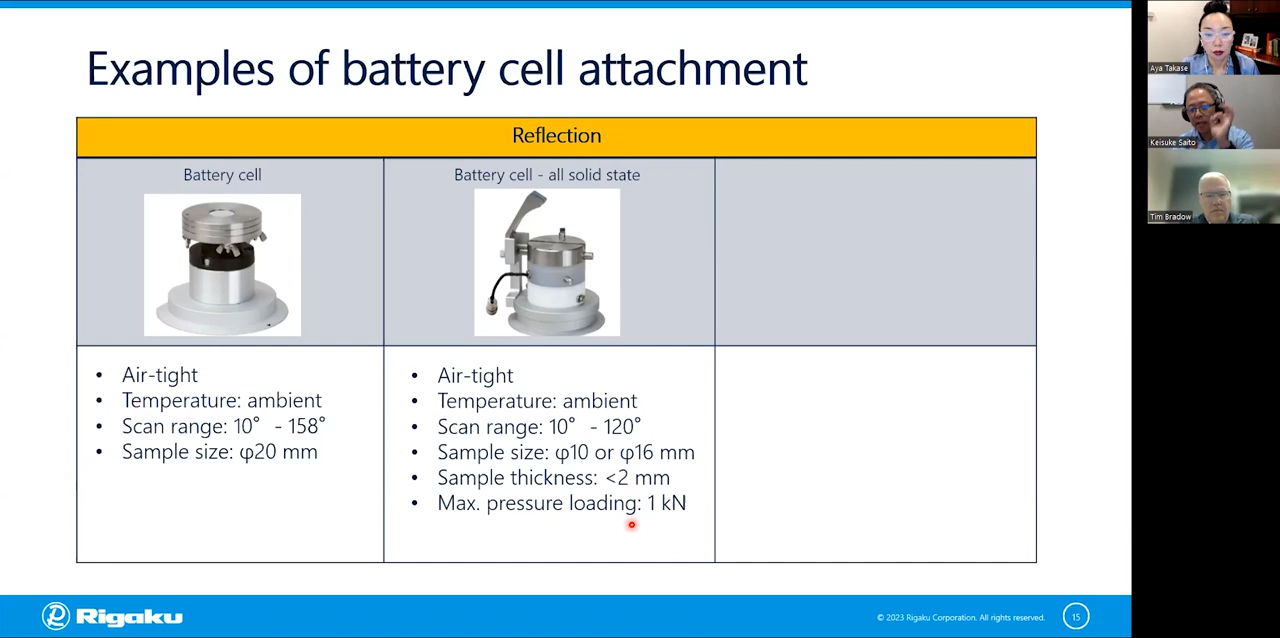 Examples of battery cell attachment
Reflection
Battery cell
Battery cell - all solid state
• Air-tight
• Temperature: ambient
• Scan range: 10° - 158°
• Sample size: φ20 mm
• Air-tight
• Temperature: ambient
• Scan range: 10° - 120°
• Sample size: φ10 or φ16 mm
• Sample thickness: <2 mm
• Max. pressure loading: 1 kN
Rigaku
© 2023 Rigaku Corporation. All rights reserved.
15
Aya Takase
Keisuke Saito
Tim Bradow